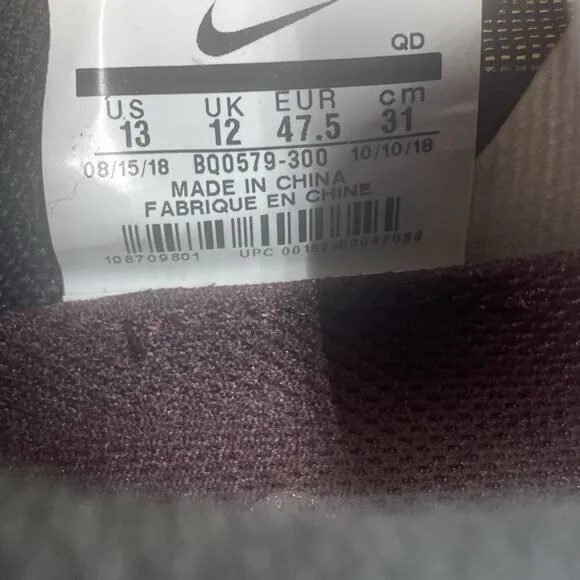 QD
US UK EUR cm
13 12 47.5 31
08/15/18 BQ0579-300 10/10/18
MADE IN CHINA
FABRIQUE EN CHINE
108709801 UPC